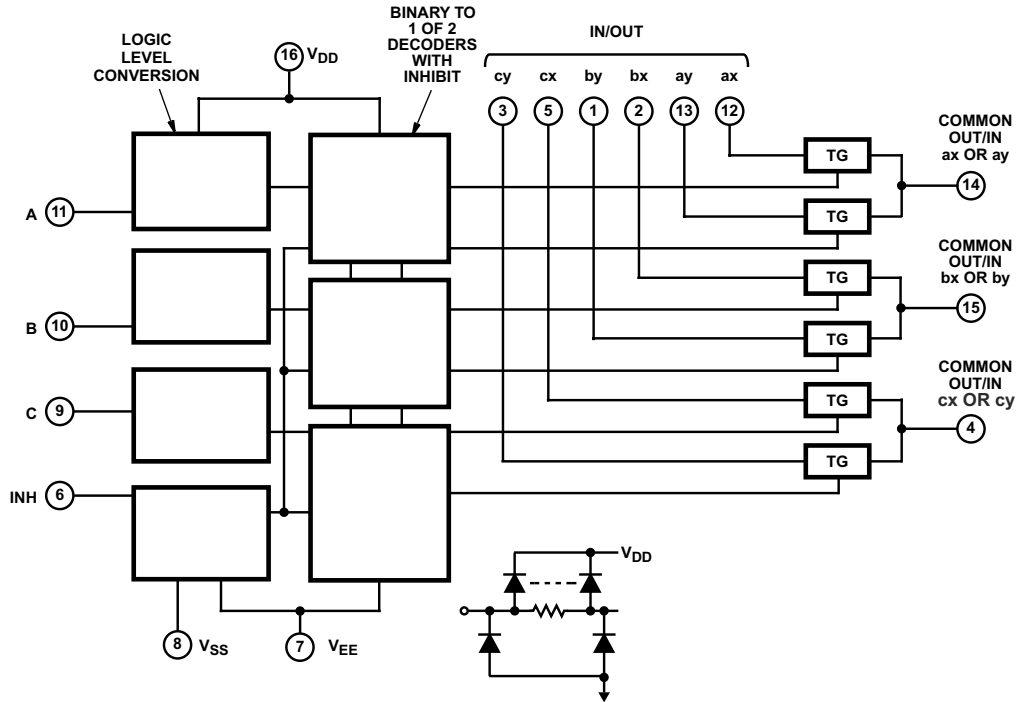 LOGIC
LEVEL
CONVERSION
16 VDD
BINARY TO
1 OF 2
DECODERS
WITH
INHIBIT
IN/OUT
cy cx by bx ay ax
3 5 1 2 13 12
TG
COMMON
OUT/IN
ax OR ay
14
A 11
TG
TG
COMMON
OUT/IN
bx OR by
15
B 10
TG
TG
COMMON
OUT/IN
cx OR cy
4
C 9
TG
INH 6
8 VSS
7 VEE
VDD